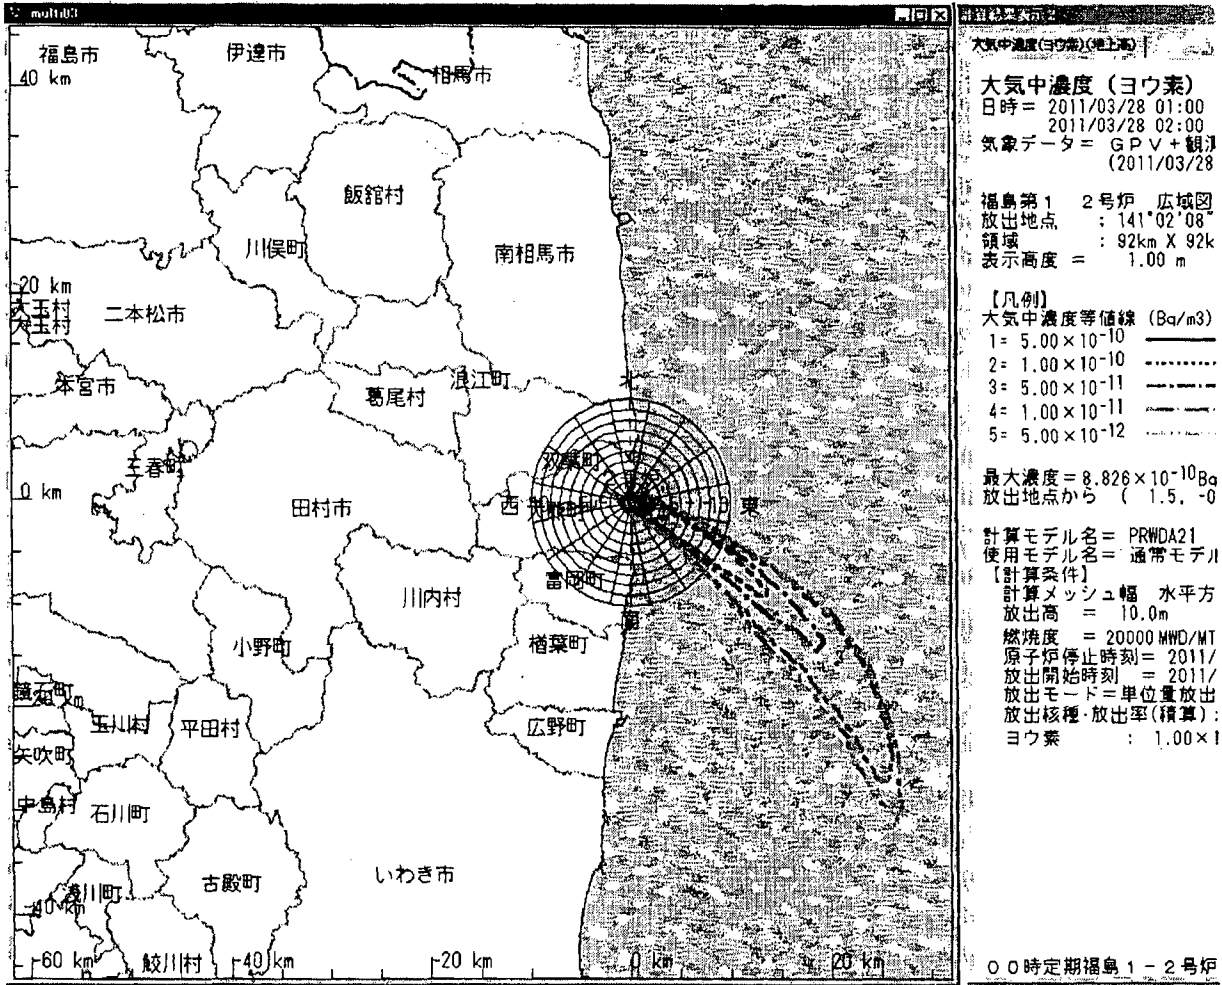 multi03
福島市
伊達市
相馬市
40 km
飯舘村
川俣町
南相馬市
20 km
大玉村
大玉村
二本松市
本宮市
葛尾村
浪江町
北
三春町
双葉町
0 km
田村市
西
東
富岡町
川内村
南
小野町
楢葉町
鏡石町
玉川村
平田村
広野町
矢吹町
中島村
石川町
浅川町
古殿町
いわき市
-40 km
-60 km
鮫川村
-40 km
-20 km
0 km
20 km
大気中濃度(ヨウ素)(地上高)
大気中濃度 (ヨウ素)
日時= 2011/03/28 01:00
2011/03/28 02:00
気象データ= GPV+観測
(2011/03/28
福島第1 2号炉 広域図
放出地点 : 141°02'08"
領域 : 92km X 92k
表示高度 = 1.00 m
【凡例】
大気中濃度等値線 (Bq/m3)
1= 5.00×10-10
2= 1.00×10-10
3= 5.00×10-11
4= 1.00×10-11
5= 5.00×10-12
最大濃度=8.826×10-10Bq
放出地点から ( 1.5, -0
計算モデル名= PRWDA21
使用モデル名= 通常モデル
【計算条件】
計算メッシュ幅 水平方
放出高 = 10.0m
燃焼度 = 20000MWD/MT
原子炉停止時刻= 2011/
放出開始時刻 = 2011/
放出モード=単位量放出
放出核種・放出率(積算):
ヨウ素 : 1.00×1
00時定期福島1-2号炉